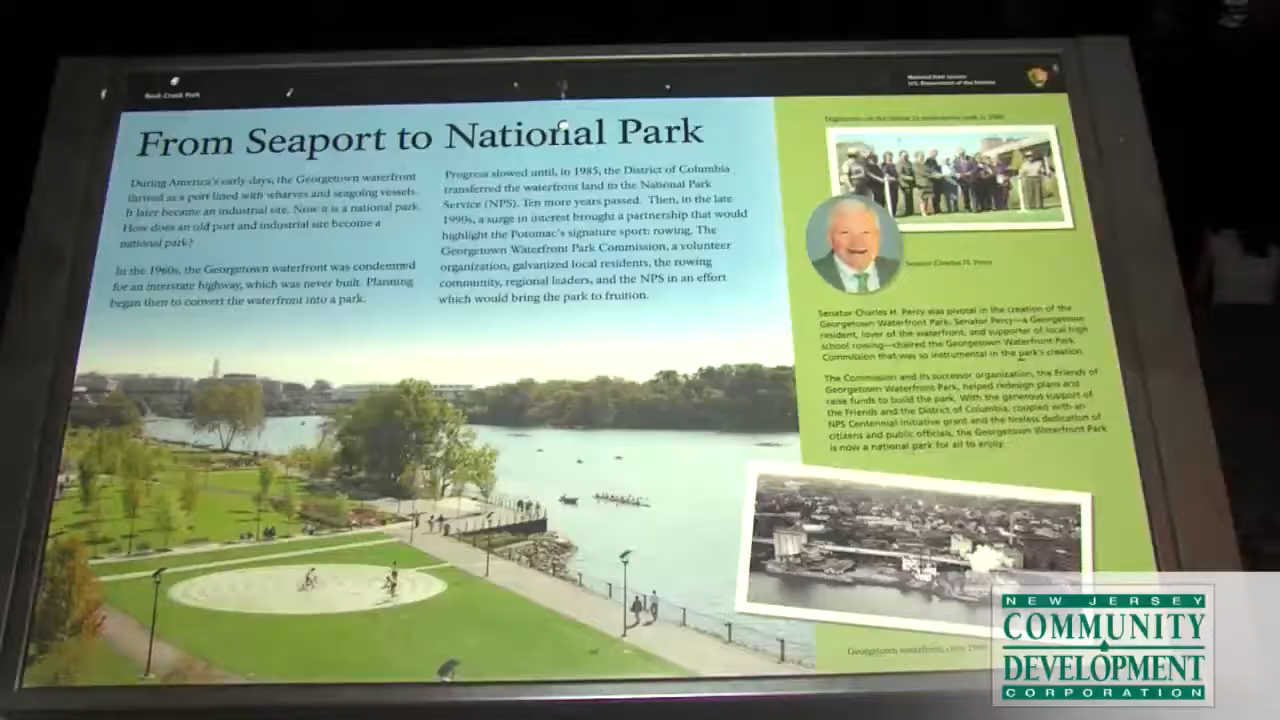 Rock Creek Park
National Park Service
U.S. Department of the Interior
From Seaport to National Park
During America's early days, the Georgetown waterfront
thrived as a port lined with wharves and seagoing vessels.
It later became an industrial site. Now it is a national park.
How does an old port and industrial site become a
national park?
In the 1960s, the Georgetown waterfront was condemned
for an interstate highway, which was never built. Planning
began then to convert the waterfront into a park.
Progress slowed until, in 1985, the District of Columbia
transferred the waterfront land to the National Park
Service (NPS). Ten more years passed. Then, in the late
1990s, a surge in interest brought a partnership that would
highlight the Potomac's signature sport: rowing. The
Georgetown Waterfront Park Commission, a volunteer
organization, galvanized local residents, the rowing
community, regional leaders, and the NPS in an effort
which would bring the park to fruition.
Senator Charles H. Percy
Senator Charles H. Percy was pivotal in the creation of the
Georgetown Waterfront Park. Senator Percy—a Georgetown
resident, lover of the waterfront, and supporter of local high
school rowing—chaired the Georgetown Waterfront Park
Commission that was so instrumental in the park's creation
The Commission and its successor organization, the Friends of
Georgetown Waterfront Park, helped redesign plans and
raise funds to build the park. With the generous support of
the Friends and the District of Columbia, coupled with an
NPS Centennial Initiative grant and the tireless dedication of
citizens and public officials, the Georgetown Waterfront Park
is now a national park for all to enjoy.
Georgetown waterfront, circa
NEW JERSEY
COMMUNITY
DEVELOPMENT
CORPORATION